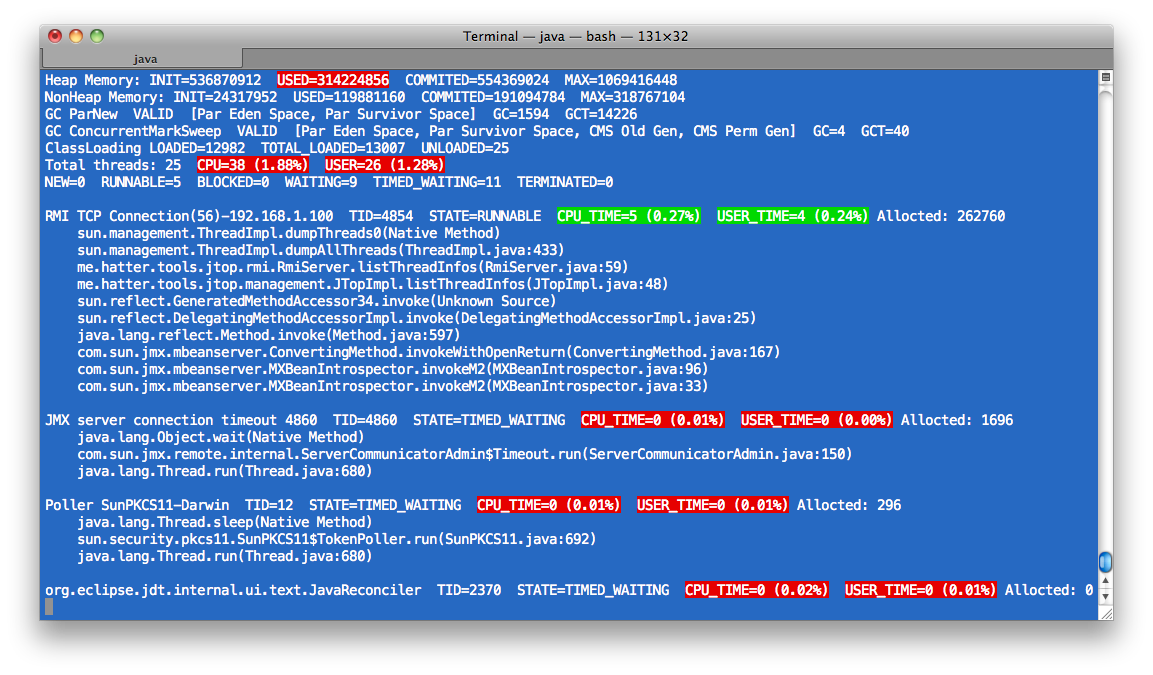 Terminal — java — bash — 131×32
java
Heap Memory: INIT=536870912  USED=314224856  COMMITED=554369024  MAX=1069416448
NonHeap Memory: INIT=24317952  USED=119881160  COMMITED=191094784  MAX=318767104
GC ParNew  VALID  [Par Eden Space, Par Survivor Space]  GC=1594  GCT=14226
GC ConcurrentMarkSweep  VALID  [Par Eden Space, Par Survivor Space, CMS Old Gen, CMS Perm Gen]  GC=4  GCT=40
ClassLoading LOADED=12982  TOTAL_LOADED=13007  UNLOADED=25
Total threads: 25  CPU=38 (1.88%)  USER=26 (1.28%)
NEW=0  RUNNABLE=5  BLOCKED=0  WAITING=9  TIMED_WAITING=11  TERMINATED=0
RMI TCP Connection(56)-192.168.1.100  TID=4854  STATE=RUNNABLE  CPU_TIME=5 (0.27%)  USER_TIME=4 (0.24%) Allocted: 262760
sun.management.ThreadImpl.dumpThreads0(Native Method)
sun.management.ThreadImpl.dumpAllThreads(ThreadImpl.java:433)
me.hatter.tools.jtop.rmi.RmiServer.listThreadInfos(RmiServer.java:59)
me.hatter.tools.jtop.management.JTopImpl.listThreadInfos(JTopImpl.java:48)
sun.reflect.GeneratedMethodAccessor34.invoke(Unknown Source)
sun.reflect.DelegatingMethodAccessorImpl.invoke(DelegatingMethodAccessorImpl.java:25)
java.lang.reflect.Method.invoke(Method.java:597)
com.sun.jmx.mbeanserver.ConvertingMethod.invokeWithOpenReturn(ConvertingMethod.java:167)
com.sun.jmx.mbeanserver.MXBeanIntrospector.invokeM2(MXBeanIntrospector.java:96)
com.sun.jmx.mbeanserver.MXBeanIntrospector.invokeM2(MXBeanIntrospector.java:33)
JMX server connection timeout 4860  TID=4860  STATE=TIMED_WAITING  CPU_TIME=0 (0.01%)  USER_TIME=0 (0.00%) Allocted: 1696
java.lang.Object.wait(Native Method)
com.sun.jmx.remote.internal.ServerCommunicatorAdmin$Timeout.run(ServerCommunicatorAdmin.java:150)
java.lang.Thread.run(Thread.java:680)
Poller SunPKCS11-Darwin  TID=12  STATE=TIMED_WAITING  CPU_TIME=0 (0.01%)  USER_TIME=0 (0.01%) Allocted: 296
java.lang.Thread.sleep(Native Method)
sun.security.pkcs11.SunPKCS11$TokenPoller.run(SunPKCS11.java:692)
java.lang.Thread.run(Thread.java:680)
org.eclipse.jdt.internal.ui.text.JavaReconciler  TID=2370  STATE=TIMED_WAITING  CPU_TIME=0 (0.02%)  USER_TIME=0 (0.01%) Allocted: 0